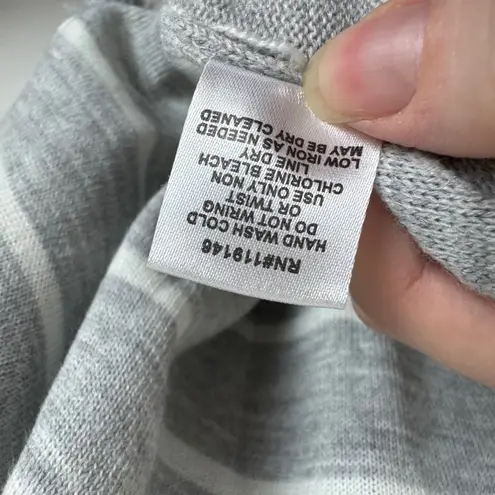 RN#119146
HAND WASH COLD
DO NOT WRING
OR TWIST
USE ONLY NON
CHLORINE BLEACH
LINE DRY
LOW IRON AS NEEDED
MAY BE DRY CLEANED